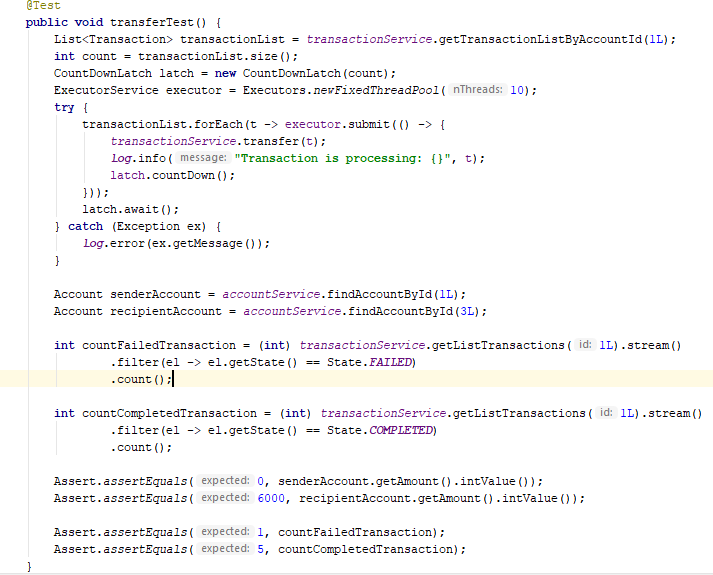 @Test
public void transferTest() {
List<Transaction> transactionList = transactionService.getTransactionListByAccountId(1L);
int count = transactionList.size();
CountDownLatch latch = new CountDownLatch(count);
ExecutorService executor = Executors.newFixedThreadPool( nThreads: 10);
try {
transactionList.forEach(t -> executor.submit(() -> {
transactionService.transfer(t);
log.info( message: "Transaction is processing: {}", t);
latch.countDown();
}));
latch.await();
} catch (Exception ex) {
log.error(ex.getMessage());
}
Account senderAccount = accountService.findAccountById(1L);
Account recipientAccount = accountService.findAccountById(3L);
int countFailedTransaction = (int) transactionService.getListTransactions( id: 1L).stream()
.filter(el -> el.getState() == State.FAILED)
.count();
int countCompletedTransaction = (int) transactionService.getListTransactions( id: 1L).stream()
.filter(el -> el.getState() == State.COMPLETED)
.count();
Assert.assertEquals( expected: 0, senderAccount.getAmount().intValue());
Assert.assertEquals( expected: 6000, recipientAccount.getAmount().intValue());
Assert.assertEquals( expected: 1, countFailedTransaction);
Assert.assertEquals( expected: 5, countCompletedTransaction);
}